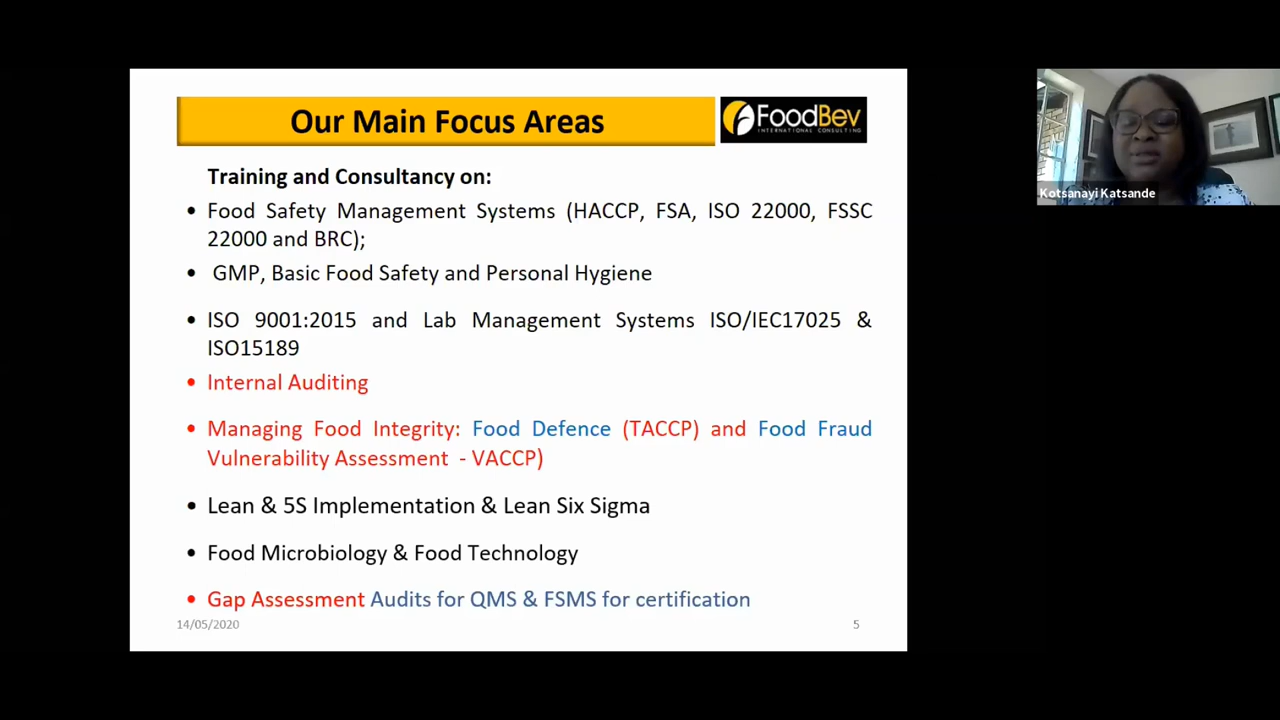 Our Main Focus Areas
FoodBev
INTERNATIONAL CONSULTING
Training and Consultancy on:
• Food Safety Management Systems (HACCP, FSA, ISO 22000, FSSC
22000 and BRC);
• GMP, Basic Food Safety and Personal Hygiene
• ISO 9001:2015 and Lab Management Systems ISO/IEC17025 &
ISO15189
• Internal Auditing
• Managing Food Integrity: Food Defence (TACCP) and Food Fraud
Vulnerability Assessment - VACCP)
• Lean & 5S Implementation & Lean Six Sigma
• Food Microbiology & Food Technology
• Gap Assessment Audits for QMS & FSMS for certification
14/05/2020
5
Kotsanayi Katsande